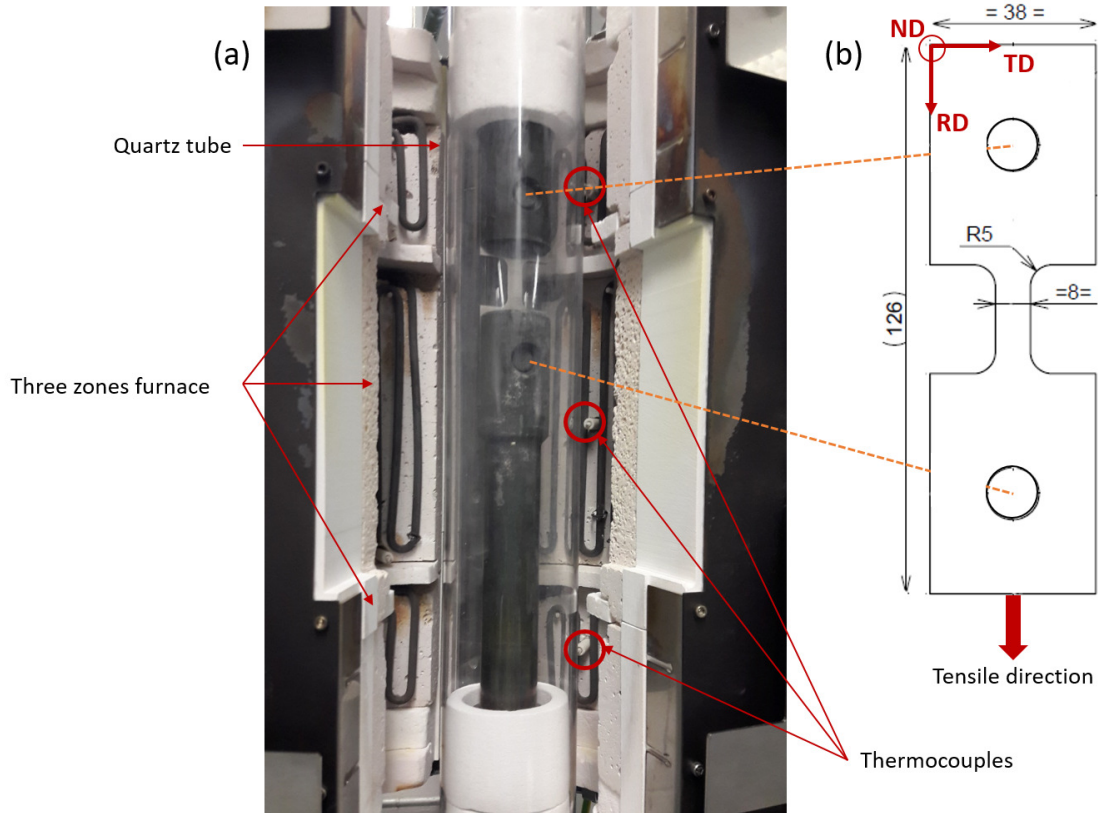 (a)
Quartz tube
Three zones furnace
Thermocouples
(b)
= 38 =
ND
TD
RD
R5
=8=
(126)
Tensile direction